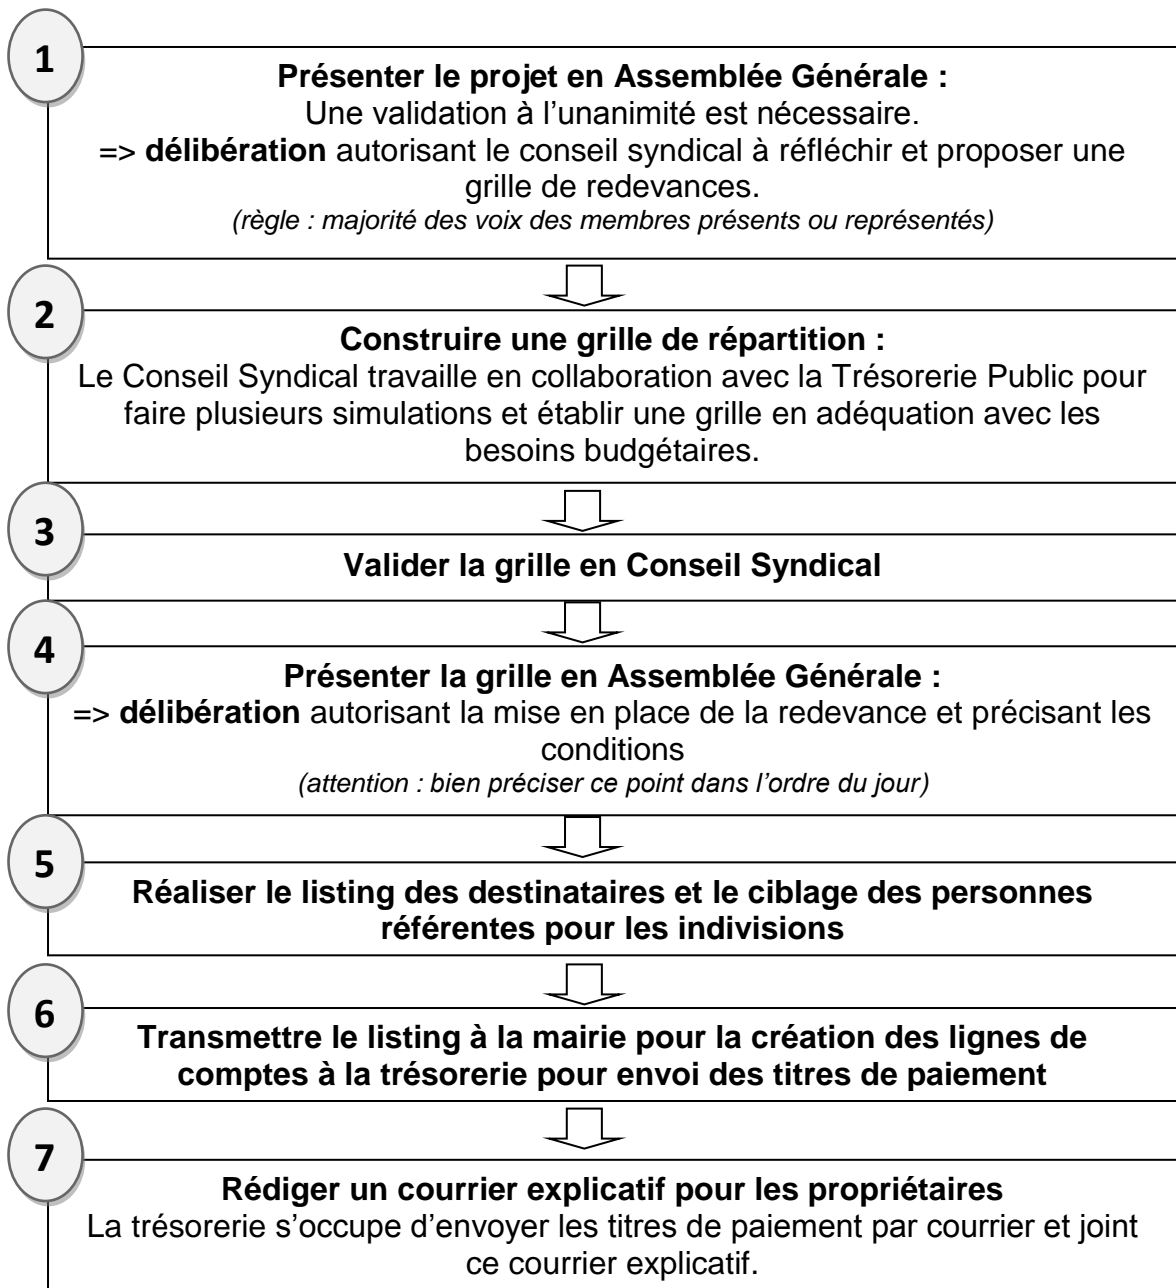 1
Présenter le projet en Assemblée Générale :
Une validation à l’unanimité est nécessaire.
=> délibération autorisant le conseil syndical à réfléchir et proposer une
grille de redevances.
(règle : majorité des voix des membres présents ou représentés)
2
Construire une grille de répartition :
Le Conseil Syndical travaille en collaboration avec la Trésorerie Public pour
faire plusieurs simulations et établir une grille en adéquation avec les
besoins budgétaires.
3
Valider la grille en Conseil Syndical
4
Présenter la grille en Assemblée Générale :
=> délibération autorisant la mise en place de la redevance et précisant les
conditions
(attention : bien préciser ce point dans l’ordre du jour)
5
Réaliser le listing des destinataires et le ciblage des personnes
référentes pour les indivisions
6
Transmettre le listing à la mairie pour la création des lignes de
comptes à la trésorerie pour envoi des titres de paiement
7
Rédiger un courrier explicatif pour les propriétaires
La trésorerie s’occupe d’envoyer les titres de paiement par courrier et joint
ce courrier explicatif.